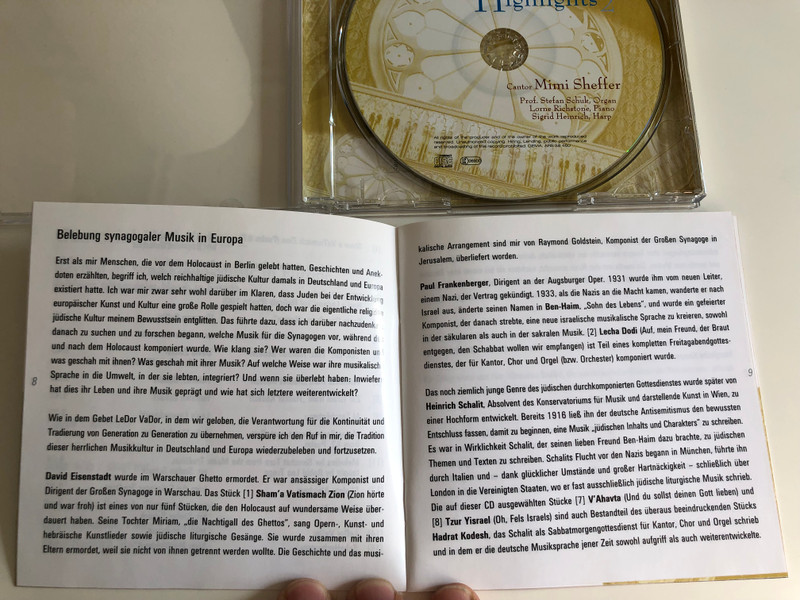 Highlights
Cantor Mimi Sheffer
Prof. Stefan Schuk, Organ
Lorne Richstone, Piano
Sigrid Heinrich, Harp
Belebung synagogaler Musik in Europa
Erst als mir Menschen, die vor dem Holocaust in Berlin gelebt hatten, Geschichten und Anek-
doten erzählten, begriff ich, welch reichhaltige jüdische Kultur damals in Deutschland und Europa
existiert hatte. Ich war mir zwar sehr wohl darüber im Klaren, dass Juden bei der Entwicklung
europäischer Kunst und Kultur eine große Rolle gespielt hatten, doch war die eigentliche religiöse
jüdische Kultur meinem Bewusstsein entglitten. Das führte dazu, dass ich darüber nachzudenken,
danach zu suchen und zu forschen begann, welche Musik für die Synagogen vor, während der
und nach dem Holocaust komponiert wurde. Wie klang sie? Wer waren die Komponisten und
was geschah mit ihnen? Was geschah mit ihrer Musik? Auf welche Weise war ihre musikalische
Sprache in die Umwelt, in der sie lebten, integriert? Und wenn sie überlebt haben: Inwiefern
hat dies ihr Leben und ihre Musik geprägt und wie hat sich letztere weiterentwickelt?
8
Wie in dem Gebet LeDor VaDor, in dem wir geloben, die Verantwortung für die Kontinuität und
Tradierung von Generation zu Generation zu übernehmen, verspüre ich den Ruf in mir, die Tradition
dieser herrlichen Musikkultur in Deutschland und Europa wiederzubeleben und fortzusetzen.
David Eisenstadt wurde im Warschauer Ghetto ermordet. Er war ansässiger Komponist und
Dirigent der Großen Synagoge in Warschau. Das Stück [1] Sham'a Vatismach Zion (Zion hörte
und war froh) ist eines von nur fünf Stücken, die den Holocaust auf wundersame Weise über-
dauert haben. Seine Tochter Miriam, „die Nachtigall des Ghettos", sang Opern-, Kunst- und
hebräische Kunstlieder sowie jüdische liturgische Gesänge. Sie wurde zusammen mit ihren
Eltern ermordet, weil sie nicht von ihnen getrennt werden wollte. Die Geschichte und das musi-
kalische Arrangement sind mir von Raymond Goldstein, Komponist der Großen Synagoge in
Jerusalem, überliefert worden.
Paul Frankenberger, Dirigent an der Augsburger Oper. 1931 wurde ihm vom neuen Leiter,
einem Nazi, der Vertrag gekündigt. 1933, als die Nazis an die Macht kamen, wanderte er nach
Israel aus, änderte seinen Namen in Ben-Haim, „Sohn des Lebens", und wurde ein gefeierter
Komponist, der danach strebte, eine neue israelische musikalische Sprache zu kreieren, sowohl
in der säkularen als auch in der sakralen Musik. [2] Lecha Dodi (Auf, mein Freund, der Braut
entgegen, den Schabbat wollen wir empfangen) ist Teil eines kompletten Freitagabendgottes-
dienstes, der für Kantor, Chor und Orgel (bzw. Orchester) komponiert wurde.
9
Das noch ziemlich junge Genre des jüdischen durchkomponierten Gottesdienstes wurde später von
Heinrich Schalit, Absolvent des Konservatoriums für Musik und darstellende Kunst in Wien, zu
einer Hochform entwickelt. Bereits 1916 ließ ihn der deutsche Antisemitismus den bewussten
Entschluss fassen, damit zu beginnen, eine Musik „jüdischen Inhalts und Charakters" zu schreiben.
Es war in Wirklichkeit Schalit, der seinen lieben Freund Ben-Haim dazu brachte, zu jüdischen
Themen und Texten zu schreiben. Schalits Flucht vor den Nazis begann in München, führte ihn
durch Italien und – dank glücklicher Umstände und großer Hartnäckigkeit – schließlich über
London in die Vereinigten Staaten, wo er fast ausschließlich jüdische liturgische Musik schrieb.
Die auf dieser CD ausgewählten Stücke [7] V'Ahavta (Und du sollst deinen Gott lieben) und
[8] Tzur Yisrael (Oh, Fels Israels) sind auch Bestandteil des überaus beeindruckenden Stücks
Hadrat Kodesh, das Schalit als Sabbatmorgengottesdienst für Kantor, Chor und Orgel schrieb
und in dem er die deutsche Musiksprache jener Zeit sowohl aufgriff als auch weiterentwickelte.